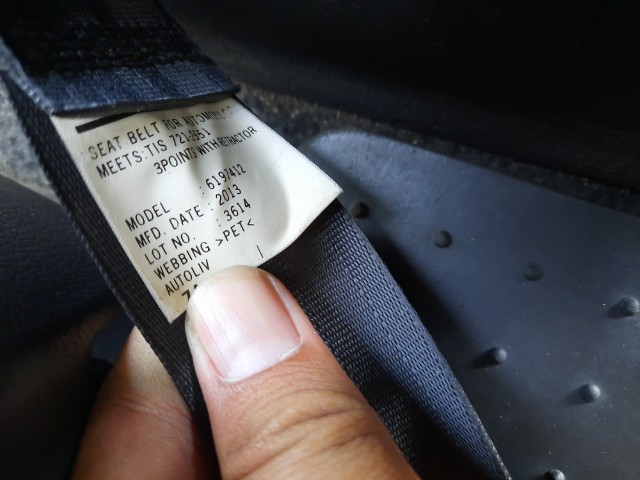 SEAT BELT FOR AUTOMOBILE
MEETS: TIS 721-2551
3POINTS WITH RETRACTOR
MODEL : 6197412
MFD. DATE : 2013
LOT NO. : 3614
WEBBING >PET<
AUTOLIV